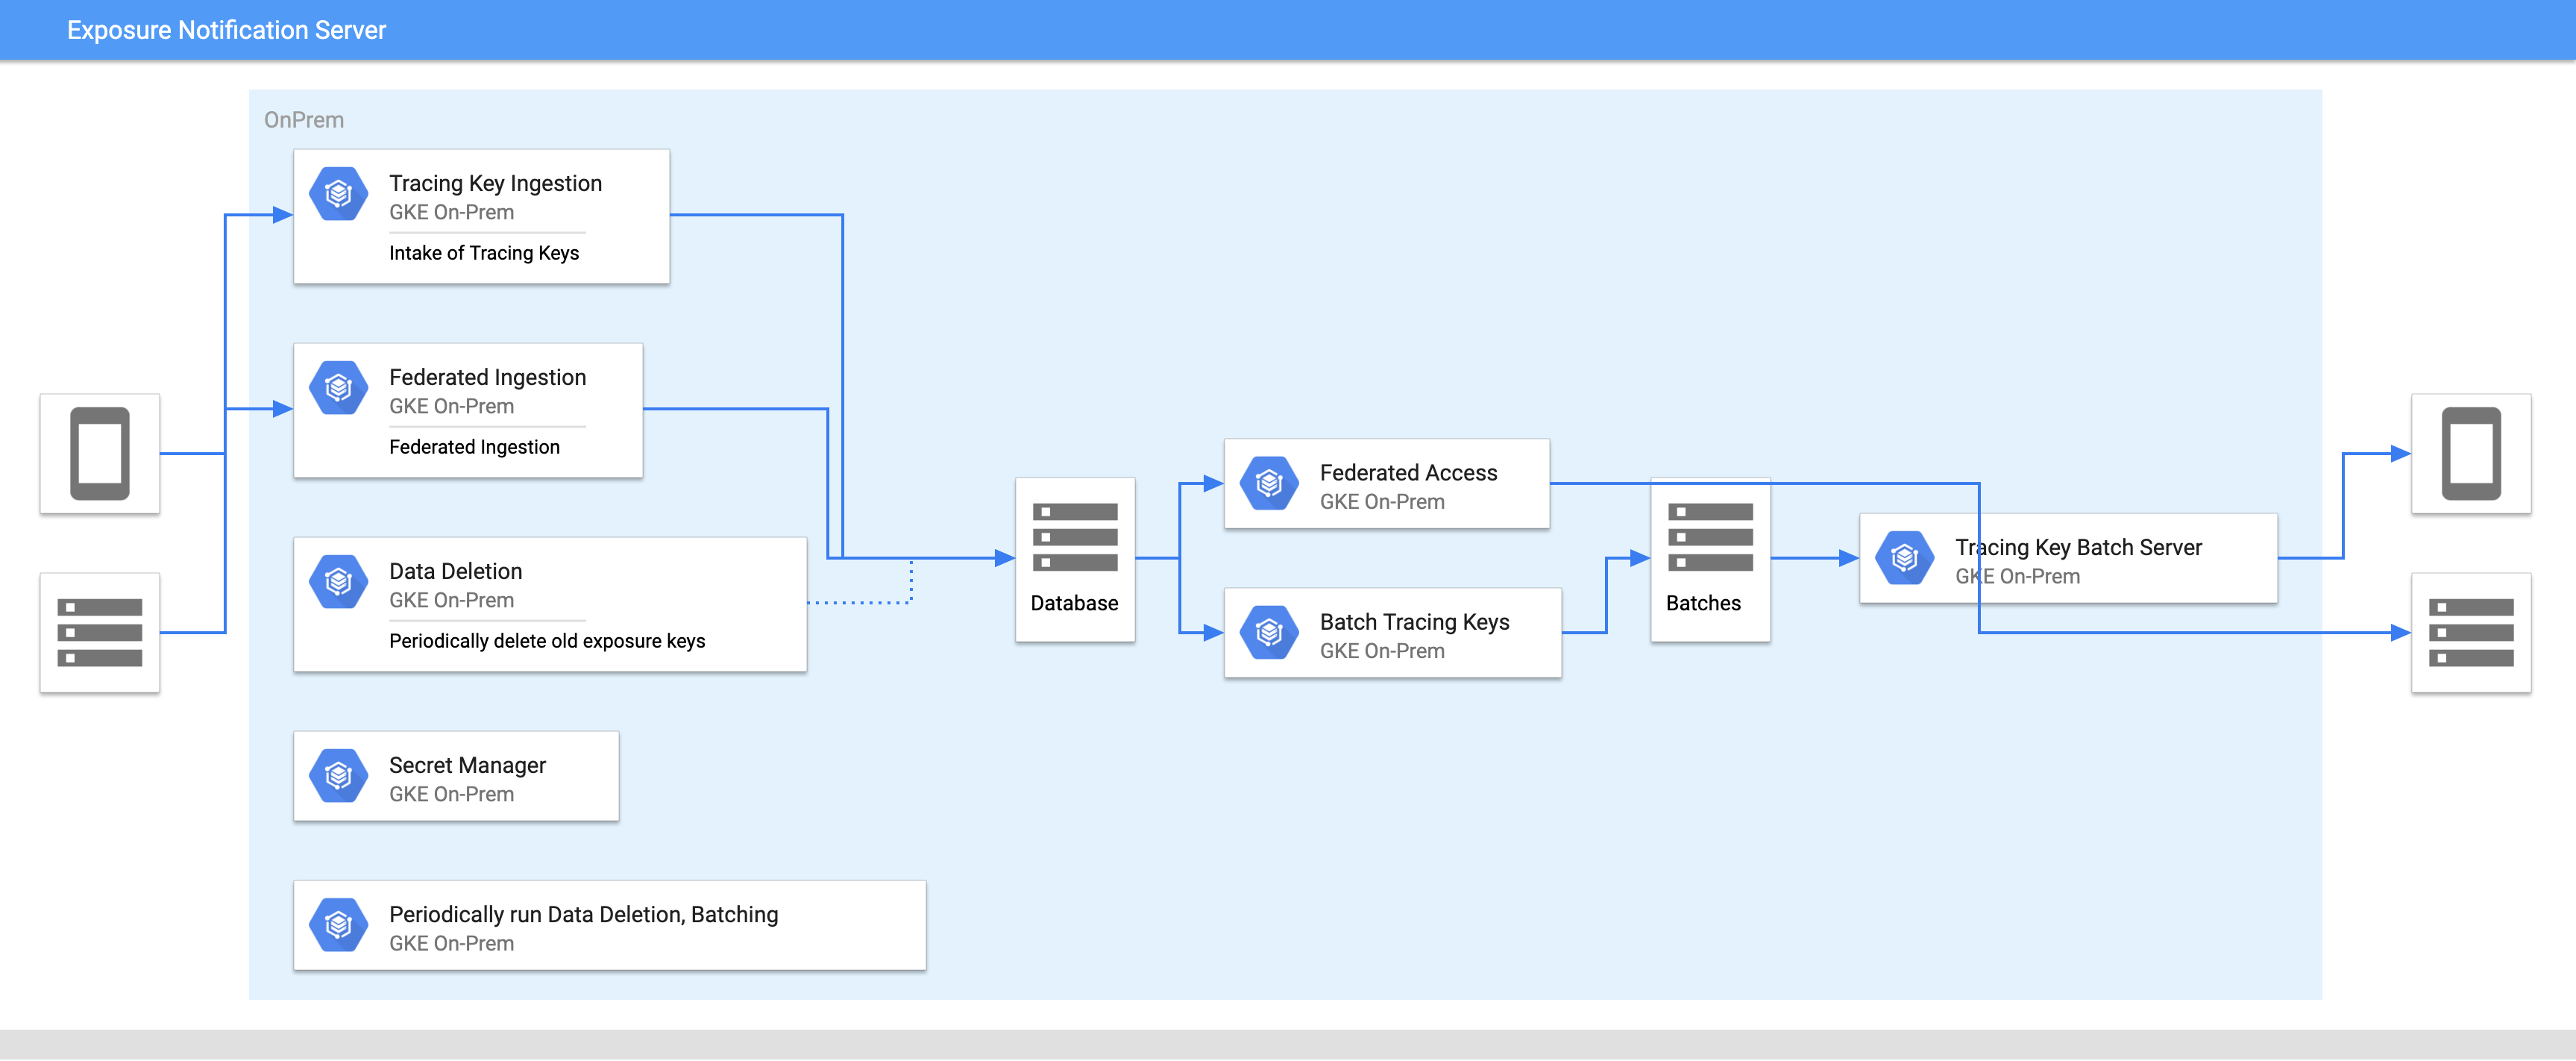 Exposure Notification Server
OnPrem
Tracing Key Ingestion
GKE On-Prem
Intake of Tracing Keys
Federated Ingestion
GKE On-Prem
Federated Ingestion
Data Deletion
GKE On-Prem
Periodically delete old exposure keys
Secret Manager
GKE On-Prem
Periodically run Data Deletion, Batching
GKE On-Prem
Database
Federated Access
GKE On-Prem
Batch Tracing Keys
GKE On-Prem
Batches
Tracing Key Batch Server
GKE On-Prem